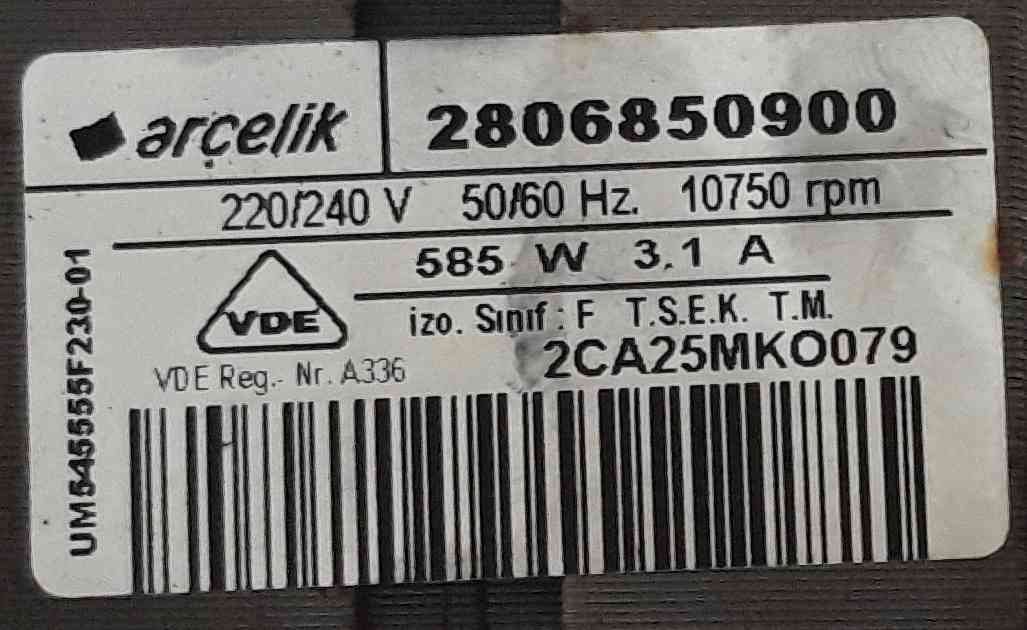 arçelik
2806850900
220/240 V 50/60 Hz. 10750 rpm
585 W 3.1 A
VDE
izo. Sınıf : F T.S.E.K. T.M.
2CA25MKO079
VDE Reg.- Nr. A336
UM545555F230-01